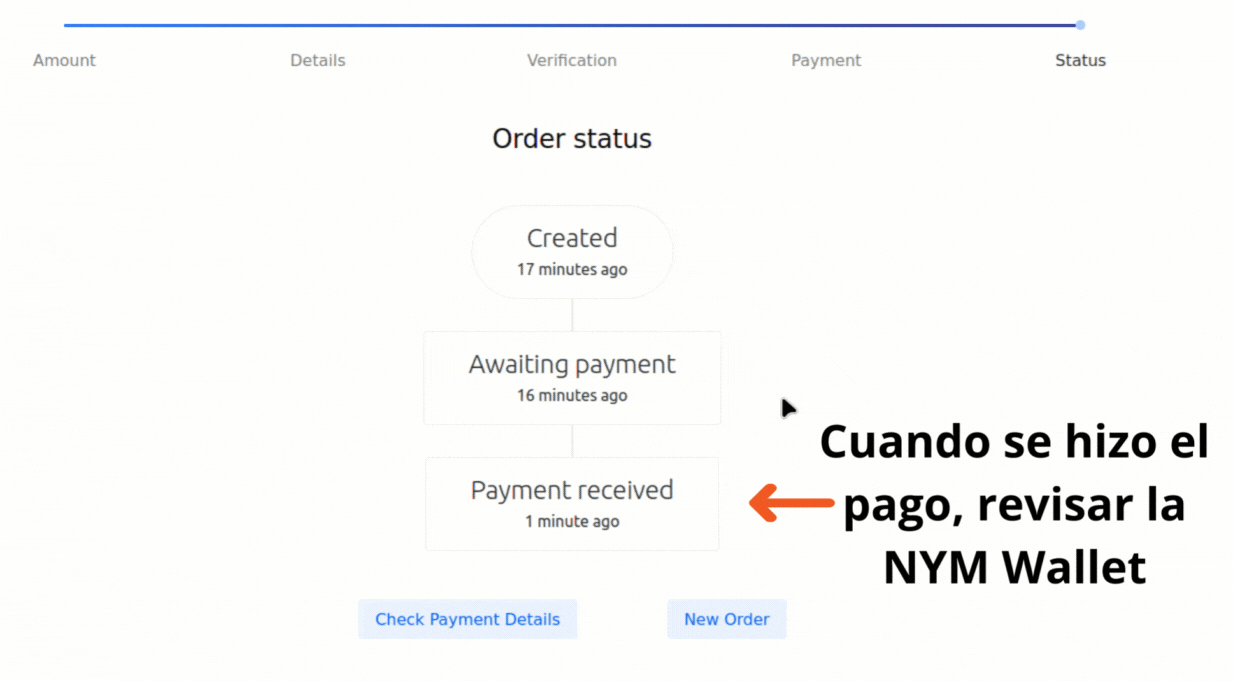 Amount
Details
Verification
Payment
Status
Order status
Created
17 minutes ago
Awaiting payment
16 minutes ago
Payment received
1 minute ago
Cuando se hizo el
pago, revisar la
NYM Wallet
Check Payment Details
New Order